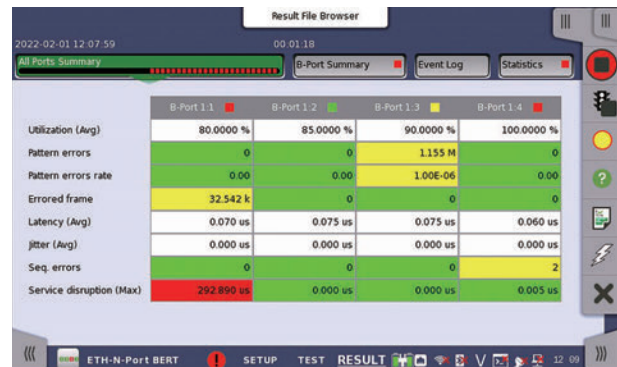 Result File Browser
2022-02-01 12:07:59 00:01:18
All Ports Summary B-Port Summary Event Log Statistics
B-Port 1:1 B-Port 1:2 B-Port 1:3 B-Port 1:4
Utilization (Avg) 80.0000 % 85.0000 % 90.0000 % 100.0000 %
Pattern errors 0 0 1.155 M 0
Pattern errors rate 0.00 0.00 1.00E-06 0.00
Errored frame 32.542 k 0 0 0
Latency (Avg) 0.070 us 0.075 us 0.075 us 0.060 us
Jitter (Avg) 0.000 us 0.000 us 0.000 us 0.000 us
Seq. errors 0 0 0 2
Service disruption (Max) 292.890 us 0.000 us 0.000 us 0.005 us
ETH-N-Port BERT SETUP TEST RESULT 12 09